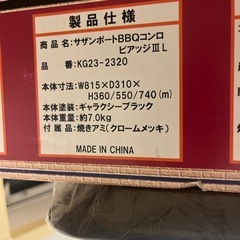 製品仕様
商品名：サザンポートBBQコンロ
ピアッジⅢL
品　番：KG23-2320
本体寸法：W815×D310×
H360/550/740（m）
本体塗装：ギャラクシーブラック
重　量：約7.0kg
付 属 品：焼きアミ（クロームメッキ）
MADE IN CHINA